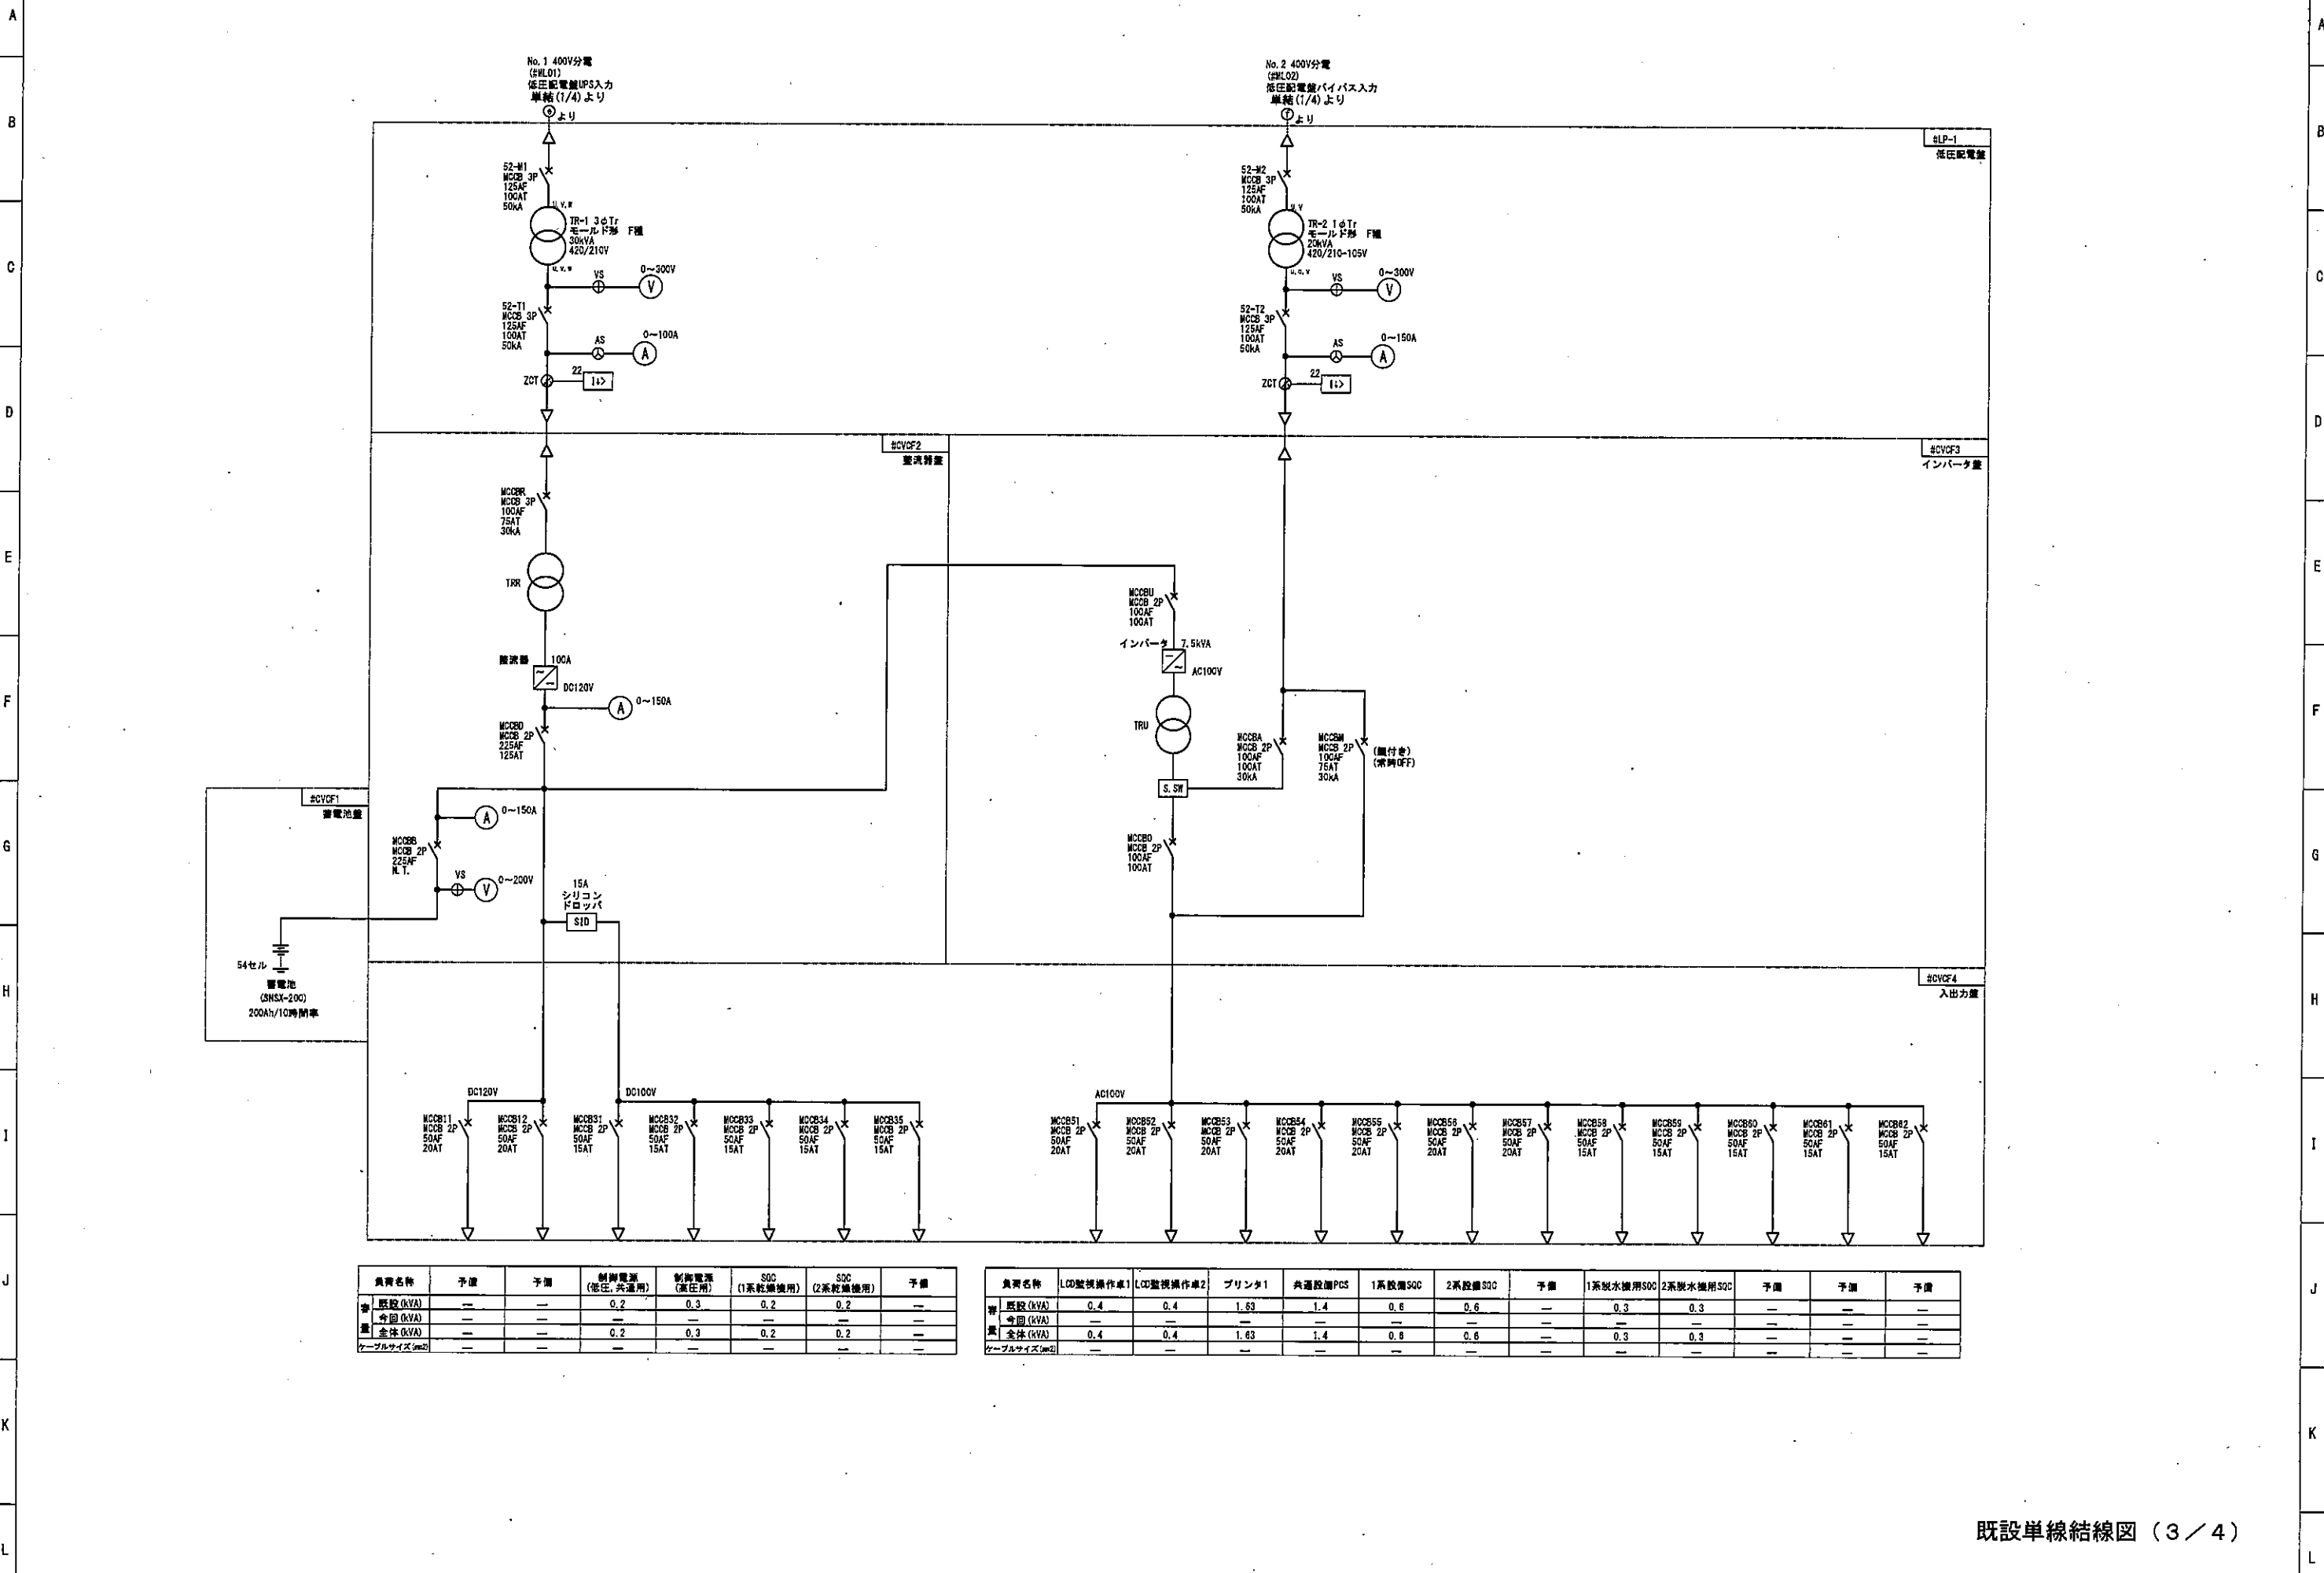 A
B
C
D
E
F
G
H
I
J
K
L
A
B
C
D
E
F
G
H
I
J
K
L
No.1 400V分電
(#ML01)
低圧配電盤UPS入力
単結(1/4)より
より
No.2 400V分電
(#ML02)
低圧配電盤バイパス入力
単結(1/4)より
より
#LP-1
低圧配電盤
52-M1
MCCB 3P
125AF
100AT
50kA
U,V,W
TR-1 3φTr
モールド形 F種
30kVA
420/210V
u,v,w
VS
0~300V
V
52-T1
MCCB 3P
125AF
100AT
50kA
AS
0~100A
A
ZCT
22
I↓>
52-M2
MCCB 3P
125AF
100AT
50kA
U,V
TR-2 1φTr
モールド形 F種
20kVA
420/210-105V
u,o,v
VS
0~300V
V
52-T2
MCCB 3P
125AF
100AT
50kA
AS
0~150A
A
ZCT
22
I↓>
#CVCF2
整流器盤
#CVCF3
インバータ盤
MCCBR
MCCB 3P
100AF
75AT
30kA
TRR
整流器
100A
DC120V
A
0~150A
MCCBD
MCCB 2P
225AF
125AT
MCCBU
MCCB 2P
100AF
100AT
インバータ
7.5kVA
AC100V
TRU
S.SW
MCCBA
MCCB 2P
100AF
100AT
30kA
MCCBM
MCCB 2P
100AF
75AT
30kA
(鍵付き)
(常時OFF)
MCCBO
MCCB 2P
100AF
100AT
#CVCF1
蓄電池盤
A
0~150A
MCCBB
MCCB 2P
225AF
N.T.
VS
V
0~200V
15A
シリコン
ドロッパ
SID
54セル
蓄電池
(SNSX-200)
200Ah/10時間率
#CVCF4
入出力盤
DC120V
DC100V
AC100V
MCCB11
MCCB 2P
50AF
20AT
MCCB12
MCCB 2P
50AF
20AT
MCCB31
MCCB 2P
50AF
15AT
MCCB32
MCCB 2P
50AF
15AT
MCCB33
MCCB 2P
50AF
15AT
MCCB34
MCCB 2P
50AF
15AT
MCCB35
MCCB 2P
50AF
15AT
MCCB51
MCCB 2P
50AF
20AT
MCCB52
MCCB 2P
50AF
20AT
MCCB53
MCCB 2P
50AF
20AT
MCCB54
MCCB 2P
50AF
20AT
MCCB55
MCCB 2P
50AF
20AT
MCCB56
MCCB 2P
50AF
20AT
MCCB57
MCCB 2P
50AF
20AT
MCCB58
MCCB 2P
50AF
15AT
MCCB59
MCCB 2P
50AF
15AT
MCCB60
MCCB 2P
50AF
15AT
MCCB61
MCCB 2P
50AF
15AT
MCCB62
MCCB 2P
50AF
15AT
負荷名称 予備 予備 制御電源(低圧,共通用) 制御電源(高圧用) SQC(1系乾燥機用) SQC(2系乾燥機用) 予備
容量
既設(kVA) — — 0.2 0.3 0.2 0.2 —
今回(kVA) — — — — — — —
全体(kVA) — — 0.2 0.3 0.2 0.2 —
ケーブルサイズ(mm2) — — — — — — —
負荷名称 LCD監視操作卓1 LCD監視操作卓2 プリンタ1 共通設備PCS 1系設備SQC 2系設備SQC 予備 1系脱水機用SQC 2系脱水機用SQC 予備 予備 予備
容量
既設(kVA) 0.4 0.4 1.63 1.4 0.6 0.6 — 0.3 0.3 — — —
今回(kVA) — — — — — — — — — — — —
全体(kVA) 0.4 0.4 1.63 1.4 0.6 0.6 — 0.3 0.3 — — —
ケーブルサイズ(mm2) — — — — — — — — — — — —
既設単線結線図(3/4)